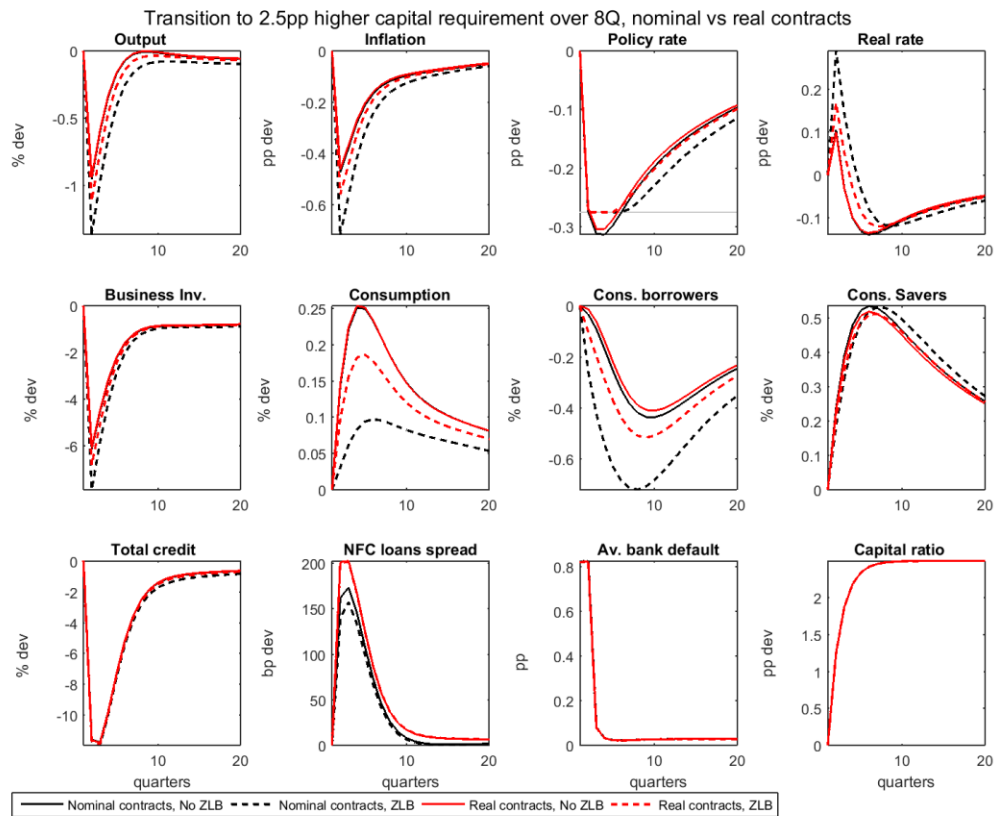 Transition to 2.5pp higher capital requirement over 8Q, nominal vs real contracts
Output
% dev
0
-0.5
-1
10
20
Inflation
pp dev
0
-0.2
-0.4
-0.6
10
20
Policy rate
pp dev
0
-0.1
-0.2
-0.3
10
20
Real rate
pp dev
0.2
0.1
0
-0.1
10
20
Business Inv.
% dev
0
-2
-4
-6
10
20
Consumption
% dev
0.25
0.2
0.15
0.1
0.05
0
10
20
Cons. borrowers
% dev
0
-0.2
-0.4
-0.6
10
20
Cons. Savers
pp dev
0.5
0.4
0.3
0.2
0.1
0
10
20
Total credit
% dev
0
-2
-4
-6
-8
-10
10
20
quarters
NFC loans spread
bp dev
200
150
100
50
0
10
20
quarters
Av. bank default
pp
0.8
0.6
0.4
0.2
0
10
20
quarters
Capital ratio
pp dev
2
1
0
10
20
quarters
Nominal contracts, No ZLB
Nominal contracts, ZLB
Real contracts, No ZLB
Real contracts, ZLB